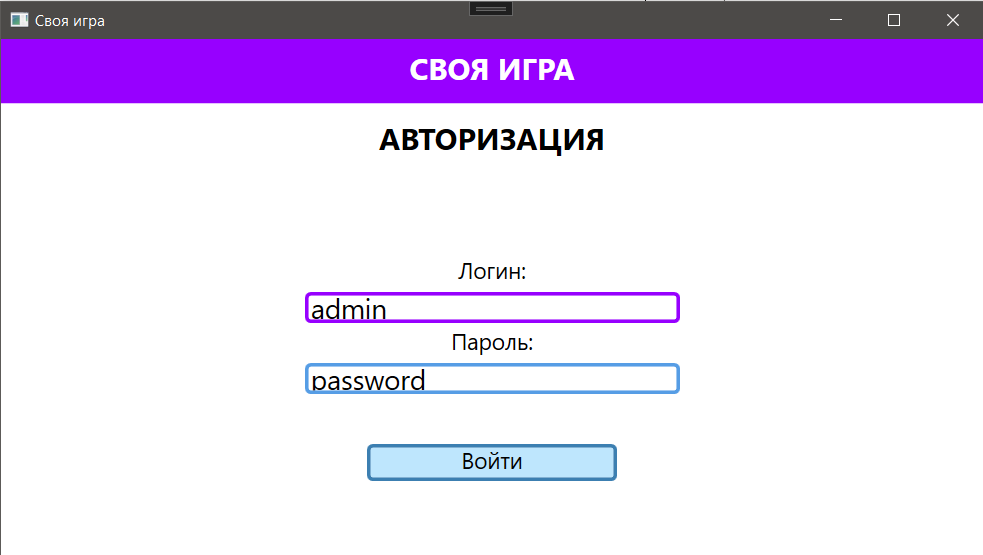 Своя игра
СВОЯ ИГРА
АВТОРИЗАЦИЯ
Логин:
admin
Пароль:
password
Войти